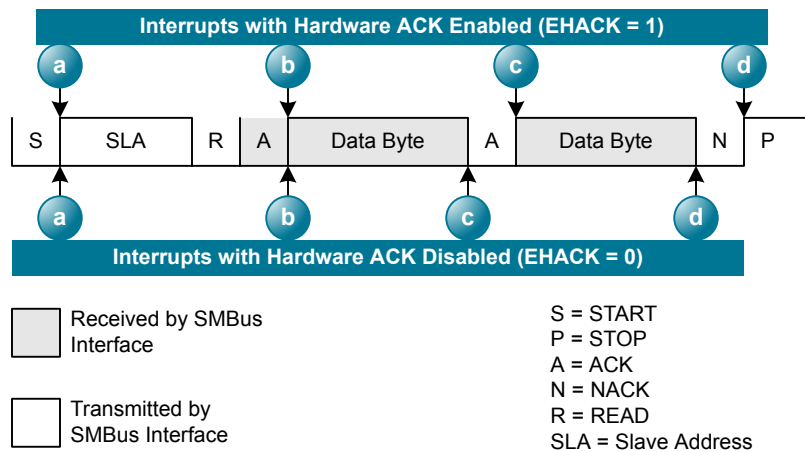 Interrupts with Hardware ACK Enabled (EHACK = 1)
a b c d
S SLA R A Data Byte A Data Byte N P
a b c d
Interrupts with Hardware ACK Disabled (EHACK = 0)
Received by SMBus
Interface
Transmitted by
SMBus Interface
S = START
P = STOP
A = ACK
N = NACK
R = READ
SLA = Slave Address